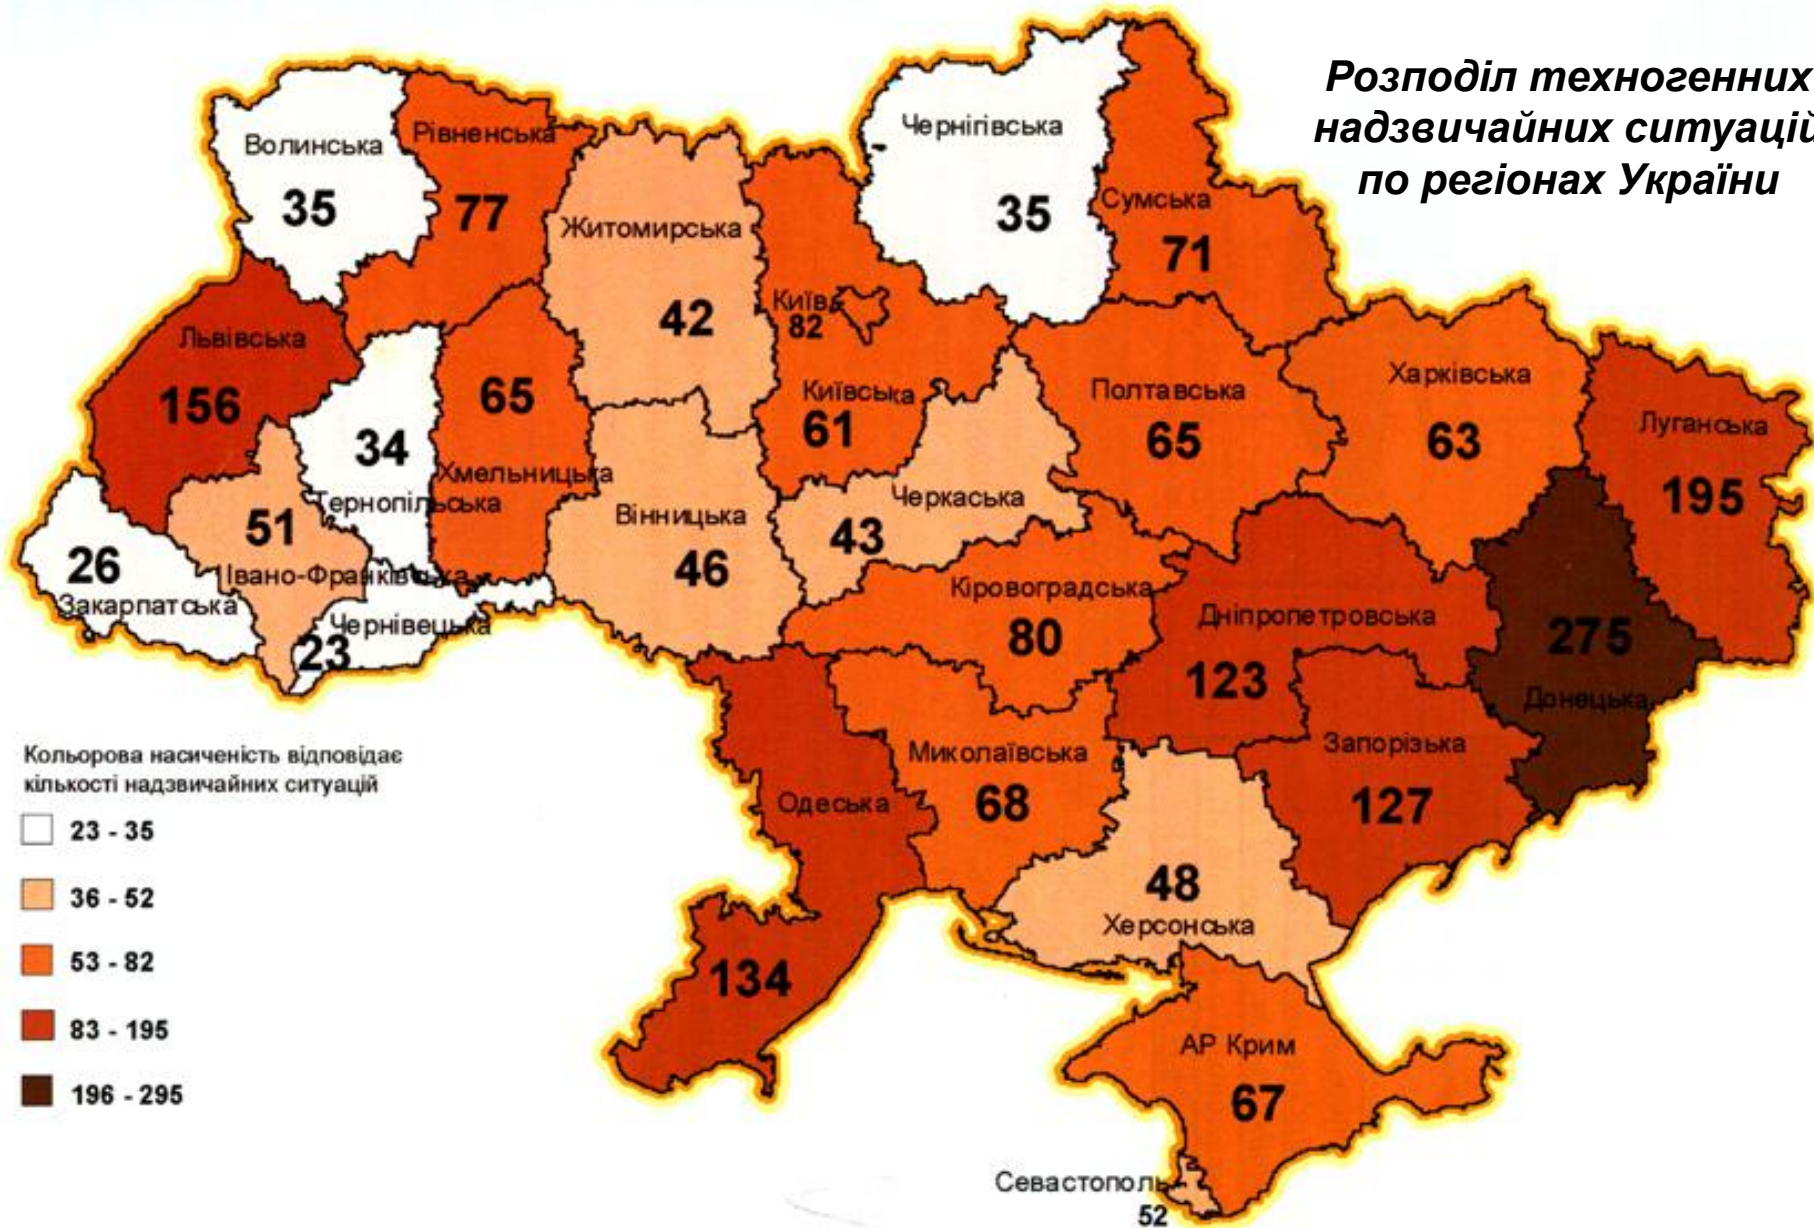 Розподіл техногенних
надзвичайних ситуацій
по регіонах України
Волинська
35
Рівненська
77
Житомирська
42
Чернігівська
35
Сумська
71
Київ
82
Київська
61
Львівська
156
Тернопільська
34
Хмельницька
65
Вінницька
46
Черкаська
43
Полтавська
65
Харківська
63
Луганська
195
Закарпатська
26
Івано-Франківська
51
Чернівецька
23
Кіровоградська
80
Дніпропетровська
123
Донецька
275
Запорізька
127
Миколаївська
68
Одеська
134
Херсонська
48
АР Крим
67
Севастополь
52
Кольорова насиченість відповідає
кількості надзвичайних ситуацій
23 - 35
36 - 52
53 - 82
83 - 195
196 - 295